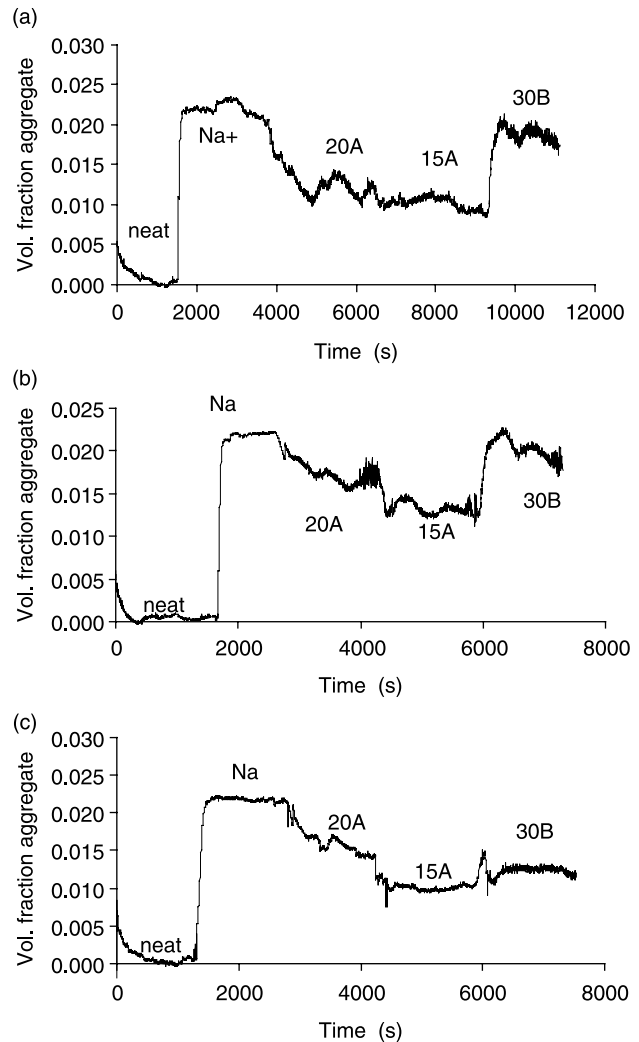 (a)
Vol. fraction aggregate
0.030
0.025
0.020
0.015
0.010
0.005
0.000
neat
Na+
20A
15A
30B
0 2000 4000 6000 8000 10000 12000
Time (s)
(b)
Vol. fraction aggregate
0.025
0.020
0.015
0.010
0.005
0.000
neat
Na
20A
15A
30B
0 2000 4000 6000 8000
Time (s)
(c)
Vol. fraction aggregate
0.030
0.025
0.020
0.015
0.010
0.005
0.000
neat
Na
20A
15A
30B
0 2000 4000 6000 8000
Time (s)